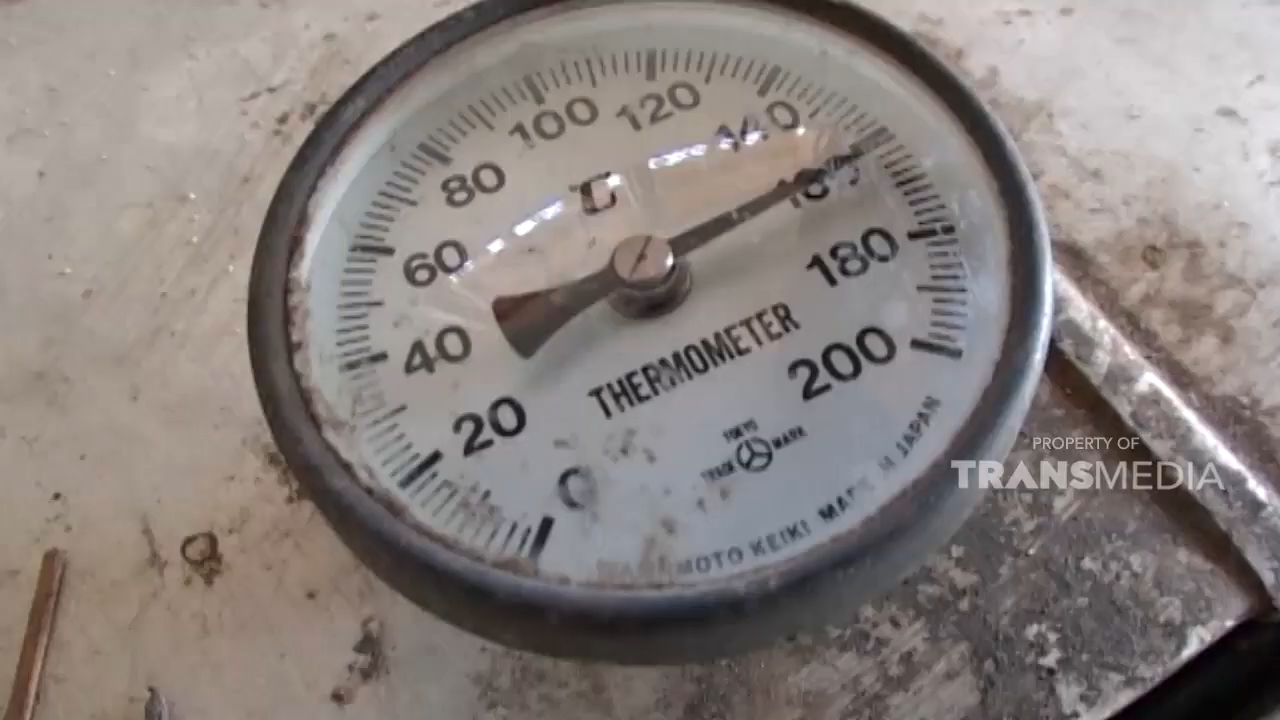 100
120
140
80
℃
160
60
180
40
THERMOMETER
200
20
TOKYO
TRADE MARK
0
MOTO KEIKI MADE IN JAPAN
PROPERTY OF
TRANSMEDIA